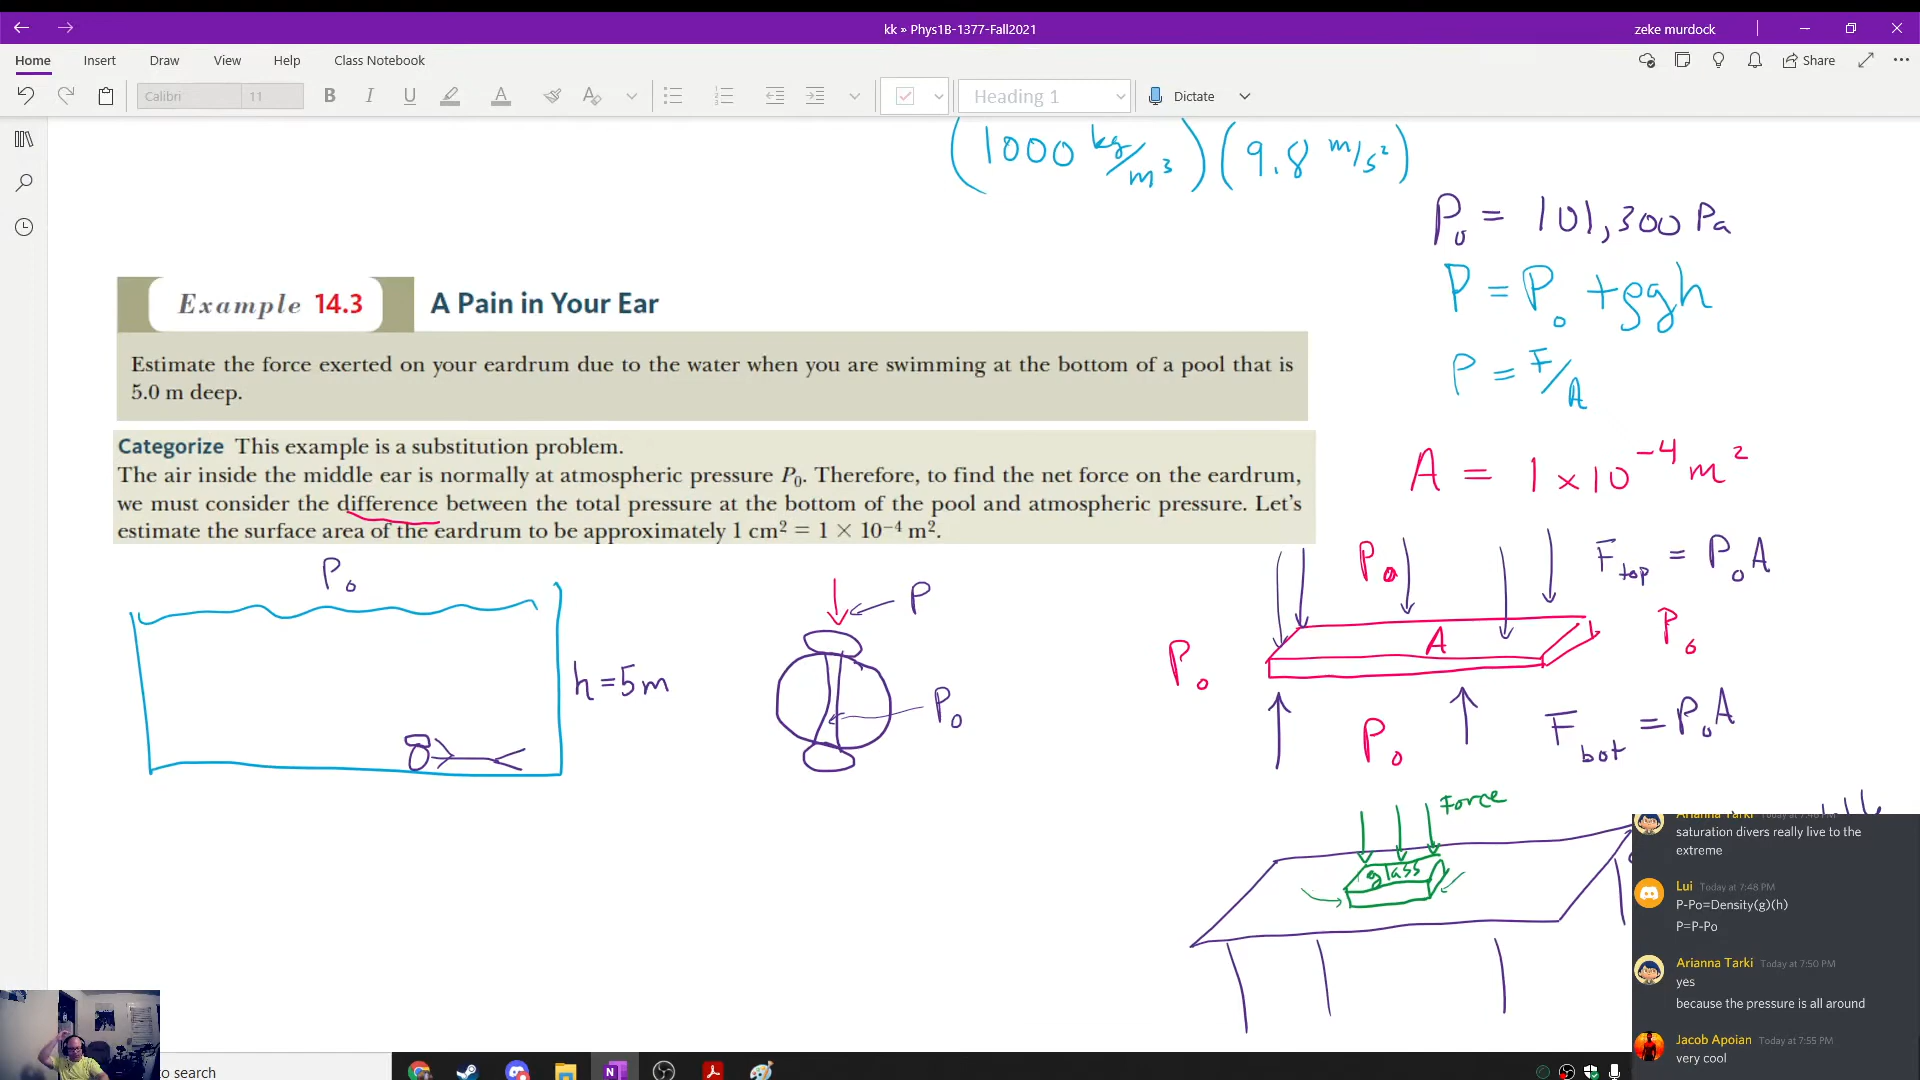 kk » Phys1B-1377-Fall2021
zeke murdock
Home Insert Draw View Help Class Notebook
Share
Calibri 11 B I U A Heading 1 Dictate
(1000 kg/m³)(9.8 m/s²)
P₀ = 101,300 Pa
P = P₀ + ρgh
P = F/A
A = 1 x 10⁻⁴ m²
Example 14.3 A Pain in Your Ear
Estimate the force exerted on your eardrum due to the water when you are swimming at the bottom of a pool that is
5.0 m deep.
Categorize This example is a substitution problem.
The air inside the middle ear is normally at atmospheric pressure P₀. Therefore, to find the net force on the eardrum,
we must consider the difference between the total pressure at the bottom of the pool and atmospheric pressure. Let's
estimate the surface area of the eardrum to be approximately 1 cm² = 1 × 10⁻⁴ m².
P₀
h = 5m
P
P₀
P₀
F top = P₀A
A
P₀
P₀
P₀
F bot = P₀A
Force
glass
Arianna Tarki Today at 7:48 PM
saturation divers really live to the
extreme
Lui Today at 7:48 PM
P-Po=Density(g)(h)
P=P-Po
Arianna Tarki Today at 7:50 PM
yes
because the pressure is all around
Jacob Apoian Today at 7:55 PM
very cool
o search